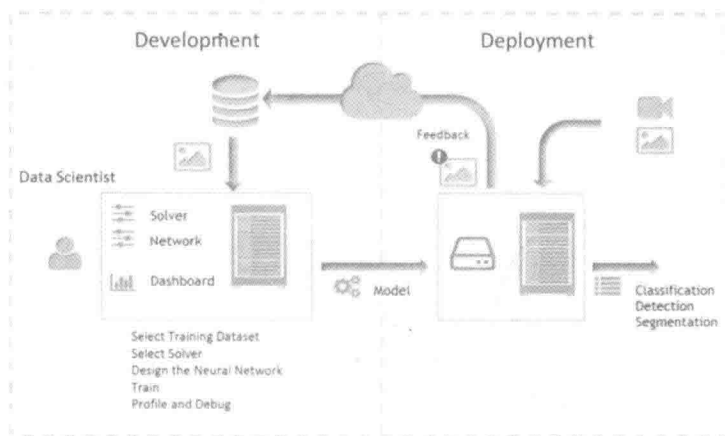 Development
Deployment
Feedback
Data Scientist
Solver
Network
Dashboard
Model
Classification
Detection
Segmentation
Select Training Dataset
Select Solver
Design the Neural Network
Train
Profile and Debug